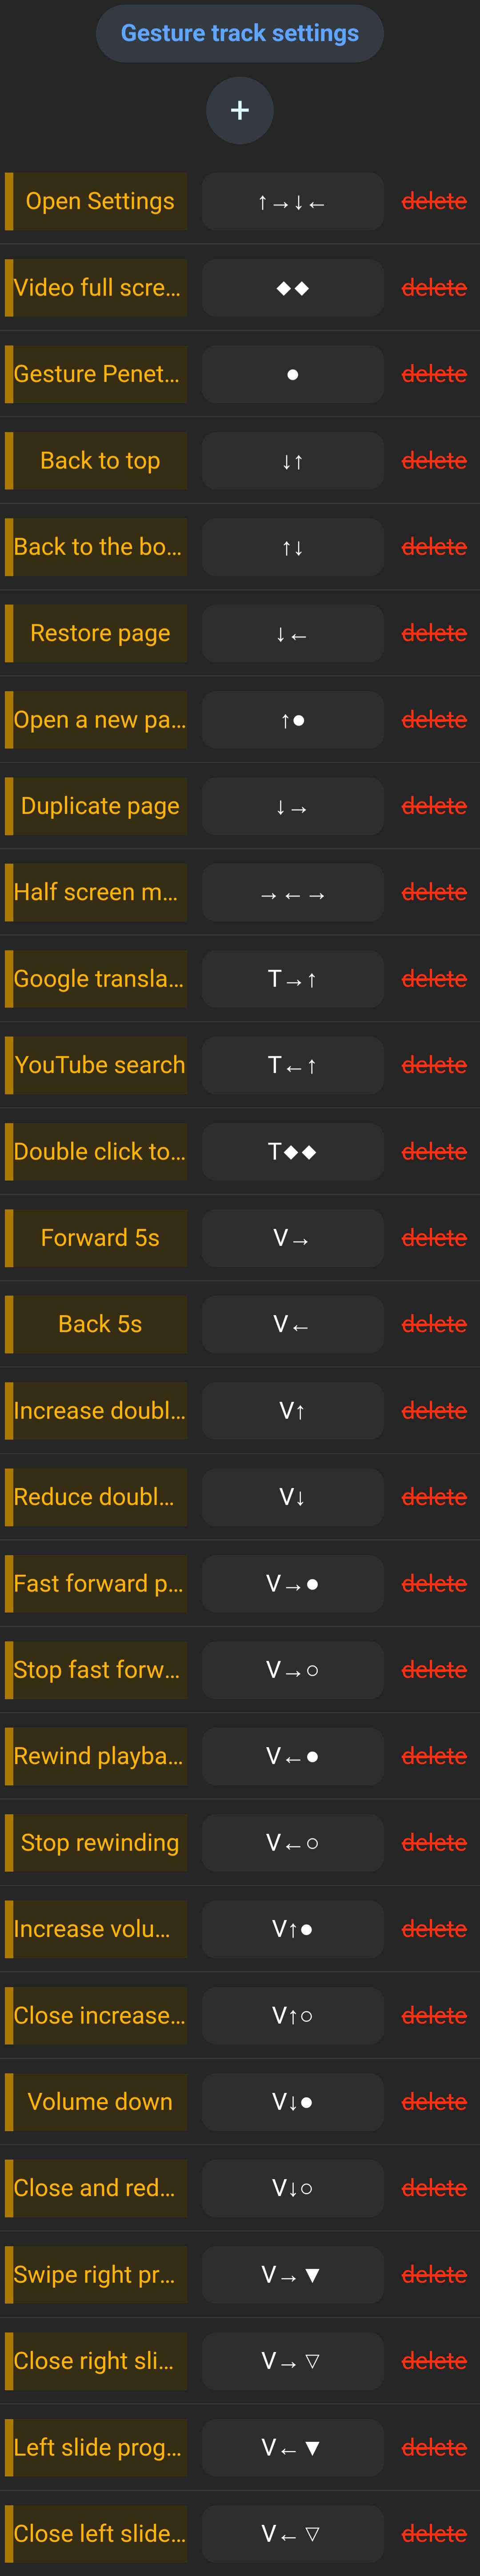 Gesture track settings
+
Open Settings ↑→↓← delete
Video full scre... ◆◆ delete
Gesture Penet... ● delete
Back to top ↓↑ delete
Back to the bo... ↑↓ delete
Restore page ↓← delete
Open a new pa... ↑● delete
Duplicate page ↓→ delete
Half screen m... →←→ delete
Google transla... T→↑ delete
YouTube search T←↑ delete
Double click to... T◆◆ delete
Forward 5s V→ delete
Back 5s V← delete
Increase doubl... V↑ delete
Reduce doubl... V↓ delete
Fast forward p... V→● delete
Stop fast forw... V→○ delete
Rewind playba... V←● delete
Stop rewinding V←○ delete
Increase volu... V↑● delete
Close increase... V↑○ delete
Volume down V↓● delete
Close and red... V↓○ delete
Swipe right pr... V→▼ delete
Close right sli... V→▽ delete
Left slide prog... V←▼ delete
Close left slide... V←▽ delete